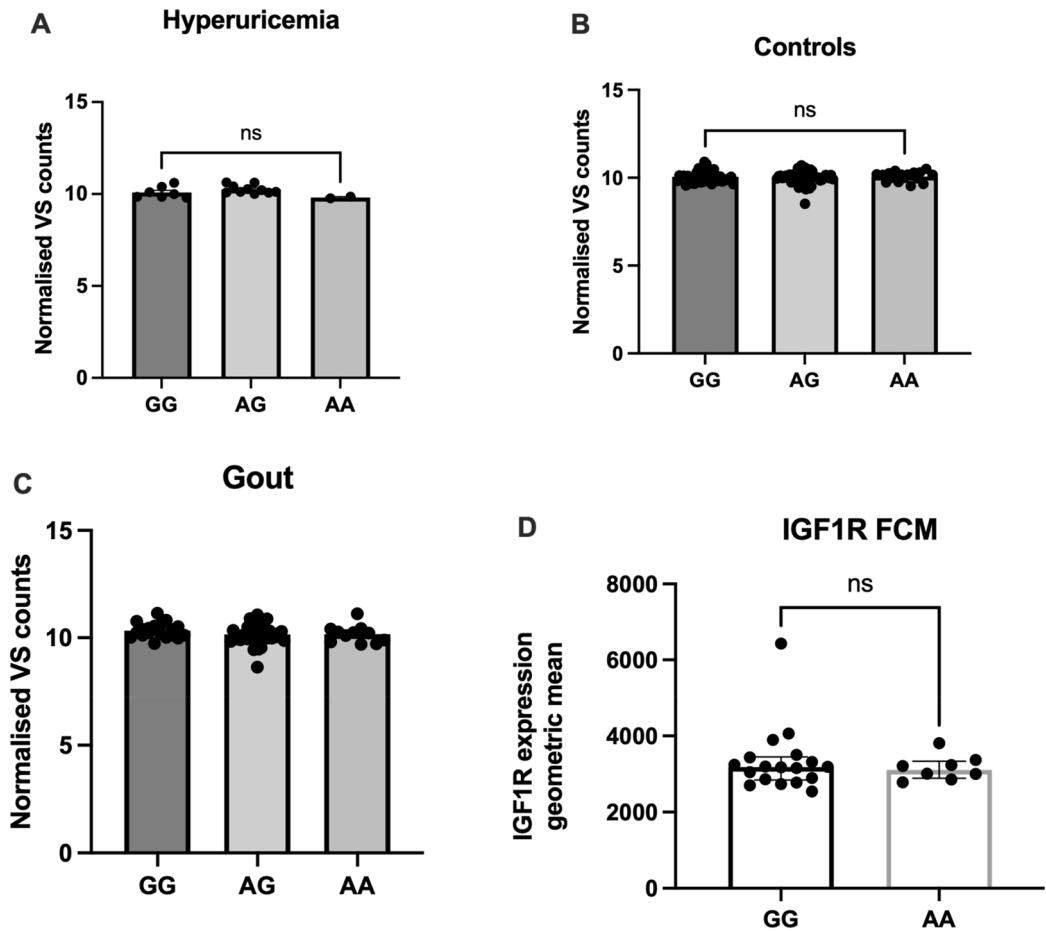 A
Hyperuricemia
Normalised VS counts
15
10
5
0
ns
GG
AG
AA
B
Controls
Normalised VS counts
15
10
5
0
ns
GG
AG
AA
C
Gout
Normalised VS counts
15
10
5
0
GG
AG
AA
D
IGF1R FCM
IGF1R expression
geometric mean
8000
6000
4000
2000
0
ns
GG
AA